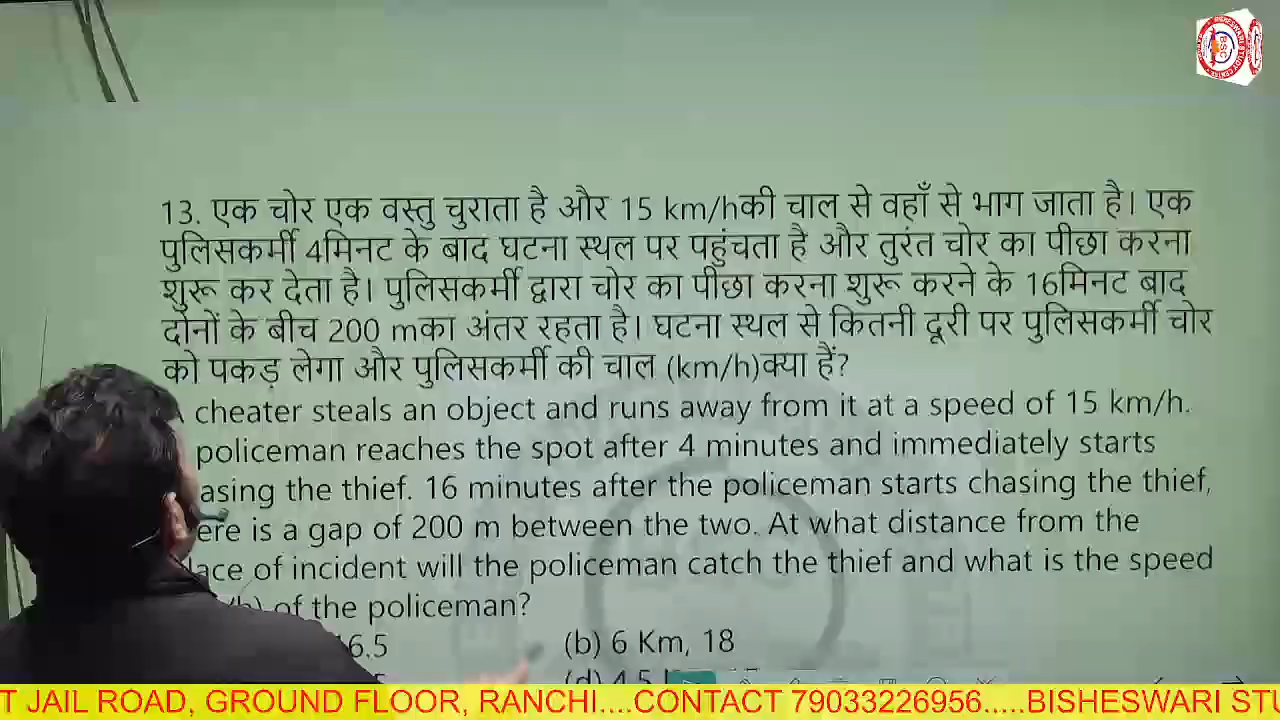 13. एक चोर एक वस्तु चुराता है और 15 km/hकी चाल से वहाँ से भाग जाता है। एक
पुलिसकर्मी 4मिनट के बाद घटना स्थल पर पहुंचता है और तुरंत चोर का पीछा करना
शुरू कर देता है। पुलिसकर्मी द्वारा चोर का पीछा करना शुरू करने के 16मिनट बाद
दोनों के बीच 200 mका अंतर रहता है। घटना स्थल से कितनी दूरी पर पुलिसकर्मी चोर
को पकड़ लेगा और पुलिसकर्मी की चाल (km/h)क्या हैं?
cheater steals an object and runs away from it at a speed of 15 km/h.
policeman reaches the spot after 4 minutes and immediately starts
asing the thief. 16 minutes after the policeman starts chasing the thief,
ere is a gap of 200 m between the two. At what distance from the
lace of incident will the policeman catch the thief and what is the speed
of the policeman?
6.5 (b) 6 Km, 18
T JAIL ROAD, GROUND FLOOR, RANCHI....CONTACT 79033226956.....BISHESWARI STU